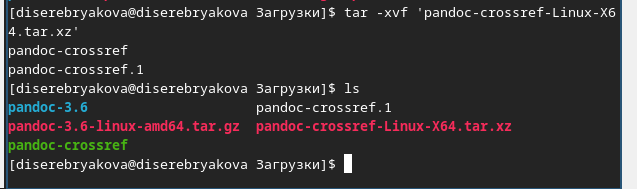 [diserebryakova@diserebryakova Загрузки]$ tar -xvf 'pandoc-crossref-Linux-X6
4.tar.xz'
pandoc-crossref
pandoc-crossref.1
[diserebryakova@diserebryakova Загрузки]$ ls
pandoc-3.6 pandoc-crossref.1
pandoc-3.6-linux-amd64.tar.gz pandoc-crossref-Linux-X64.tar.xz
pandoc-crossref
[diserebryakova@diserebryakova Загрузки]$